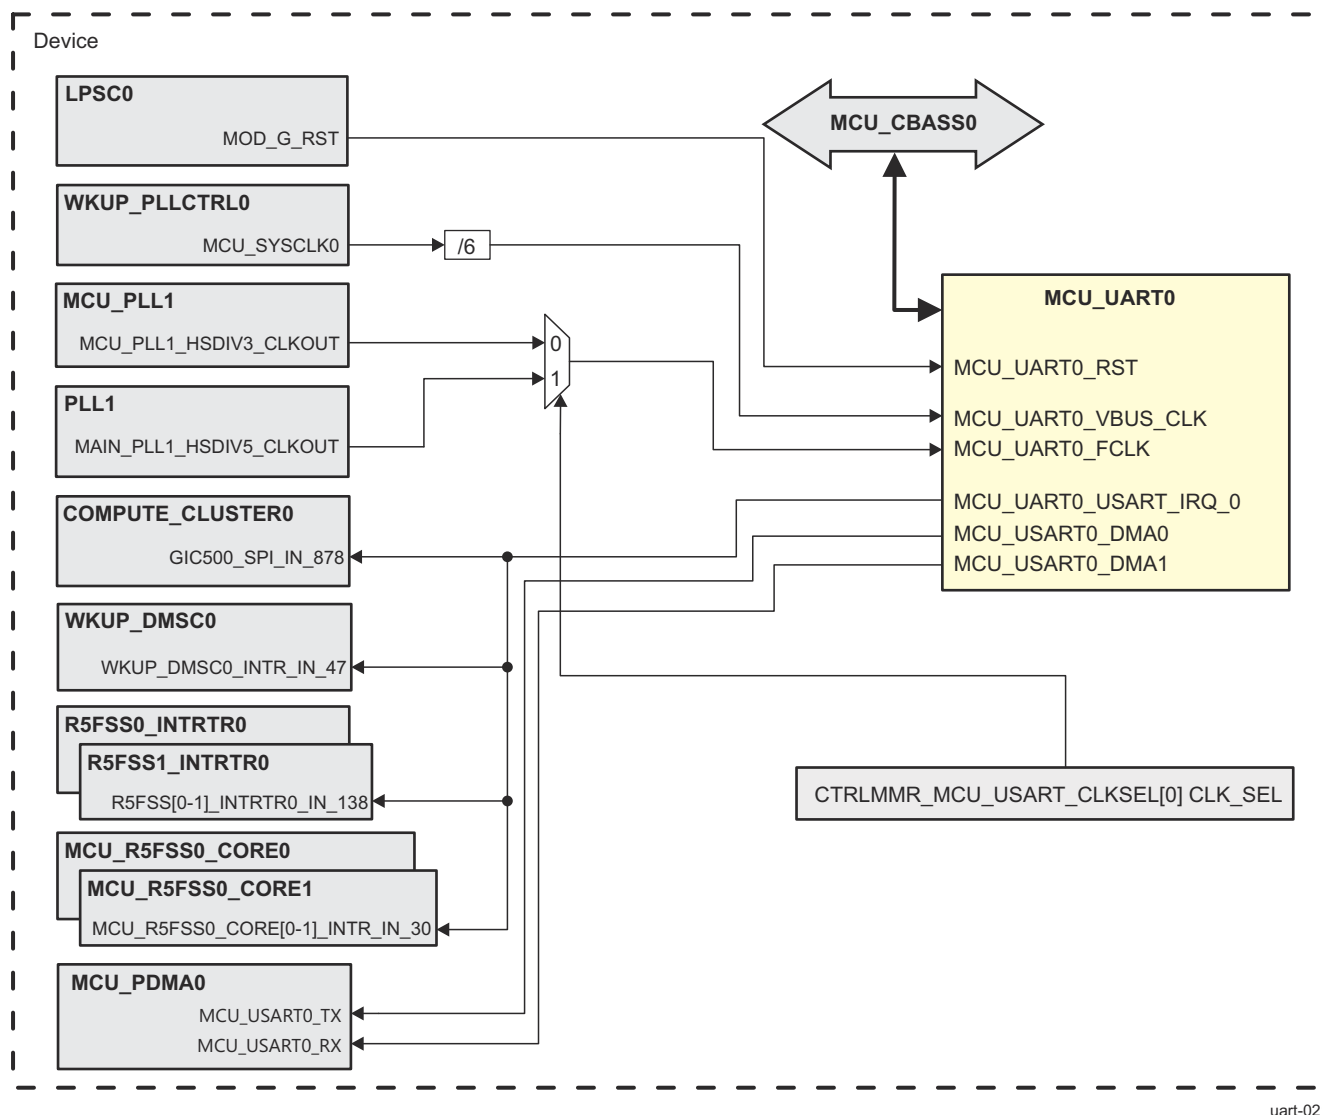 Device
LPSC0
MOD_G_RST
MCU_CBASS0
WKUP_PLLCTRL0
MCU_SYSCLK0
/6
MCU_PLL1
MCU_PLL1_HSDIV3_CLKOUT
0
1
PLL1
MAIN_PLL1_HSDIV5_CLKOUT
MCU_UART0
MCU_UART0_RST
MCU_UART0_VBUS_CLK
MCU_UART0_FCLK
MCU_UART0_USART_IRQ_0
MCU_USART0_DMA0
MCU_USART0_DMA1
COMPUTE_CLUSTER0
GIC500_SPI_IN_878
WKUP_DMSC0
WKUP_DMSC0_INTR_IN_47
R5FSS0_INTRTR0
R5FSS1_INTRTR0
R5FSS[0-1]_INTRTR0_IN_138
CTRLMMR_MCU_USART_CLKSEL[0] CLK_SEL
MCU_R5FSS0_CORE0
MCU_R5FSS0_CORE1
MCU_R5FSS0_CORE[0-1]_INTR_IN_30
MCU_PDMA0
MCU_USART0_TX
MCU_USART0_RX
uart-02